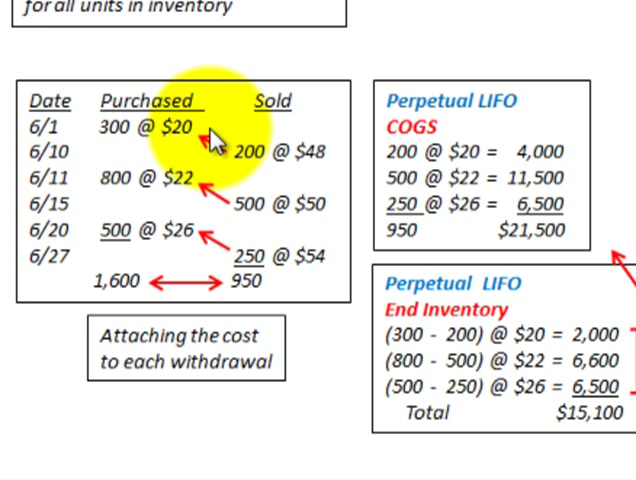 for all units in inventory
Date Purchased Sold
6/1 300 @ $20
6/10 200 @ $48
6/11 800 @ $22
6/15 500 @ $50
6/20 500 @ $26
6/27 250 @ $54
1,600 950
Attaching the cost
to each withdrawal
Perpetual LIFO
COGS
200 @ $20 = 4,000
500 @ $22 = 11,500
250 @ $26 = 6,500
950 $21,500
Perpetual LIFO
End Inventory
(300 - 200) @ $20 = 2,000
(800 - 500) @ $22 = 6,600
(500 - 250) @ $26 = 6,500
Total $15,100